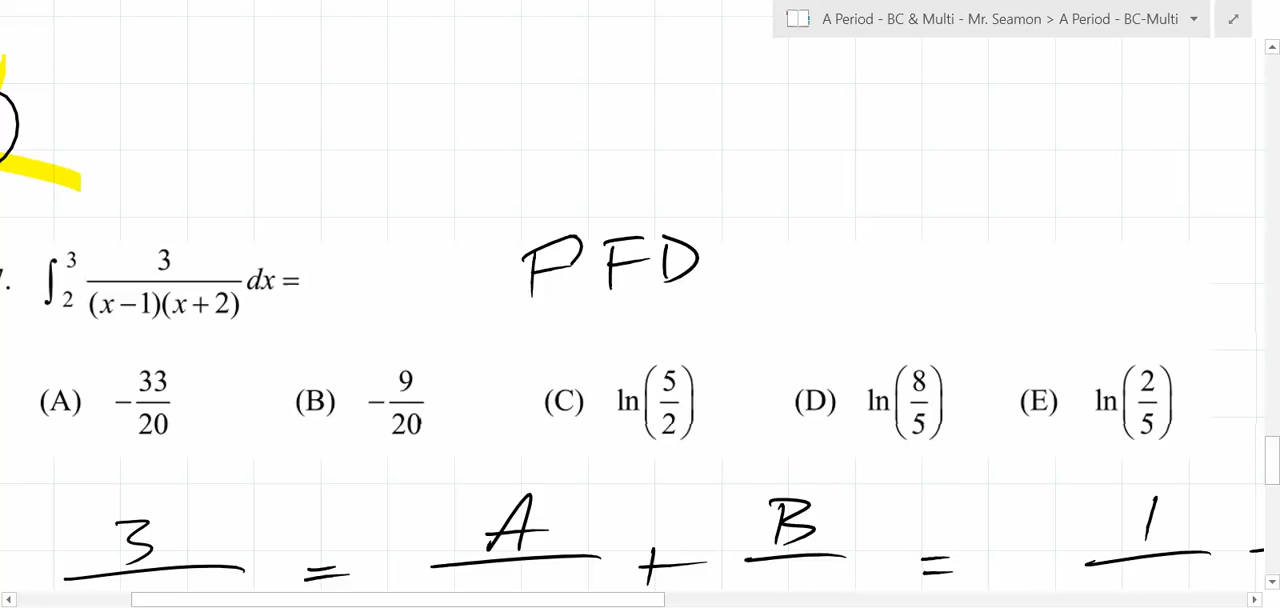 A Period - BC & Multi - Mr. Seamon > A Period - BC-Multi
PFD
∫₂³ 3/((x−1)(x+2)) dx =
(A) −33/20 (B) −9/20 (C) ln(5/2) (D) ln(8/5) (E) ln(2/5)
3 = A + B = 1